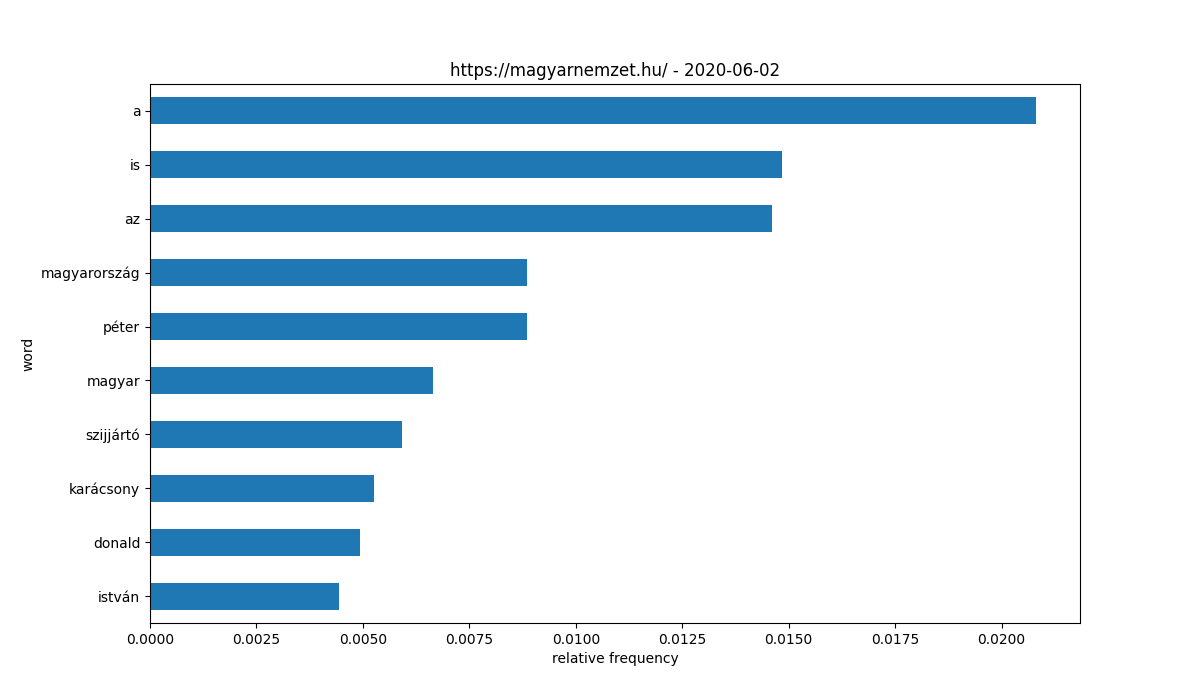 https://magyarnemzet.hu/ - 2020-06-02
a
is
az
magyarország
péter
magyar
szijjártó
karácsony
donald
istván
word
0.0000 0.0025 0.0050 0.0075 0.0100 0.0125 0.0150 0.0175 0.0200
relative frequency